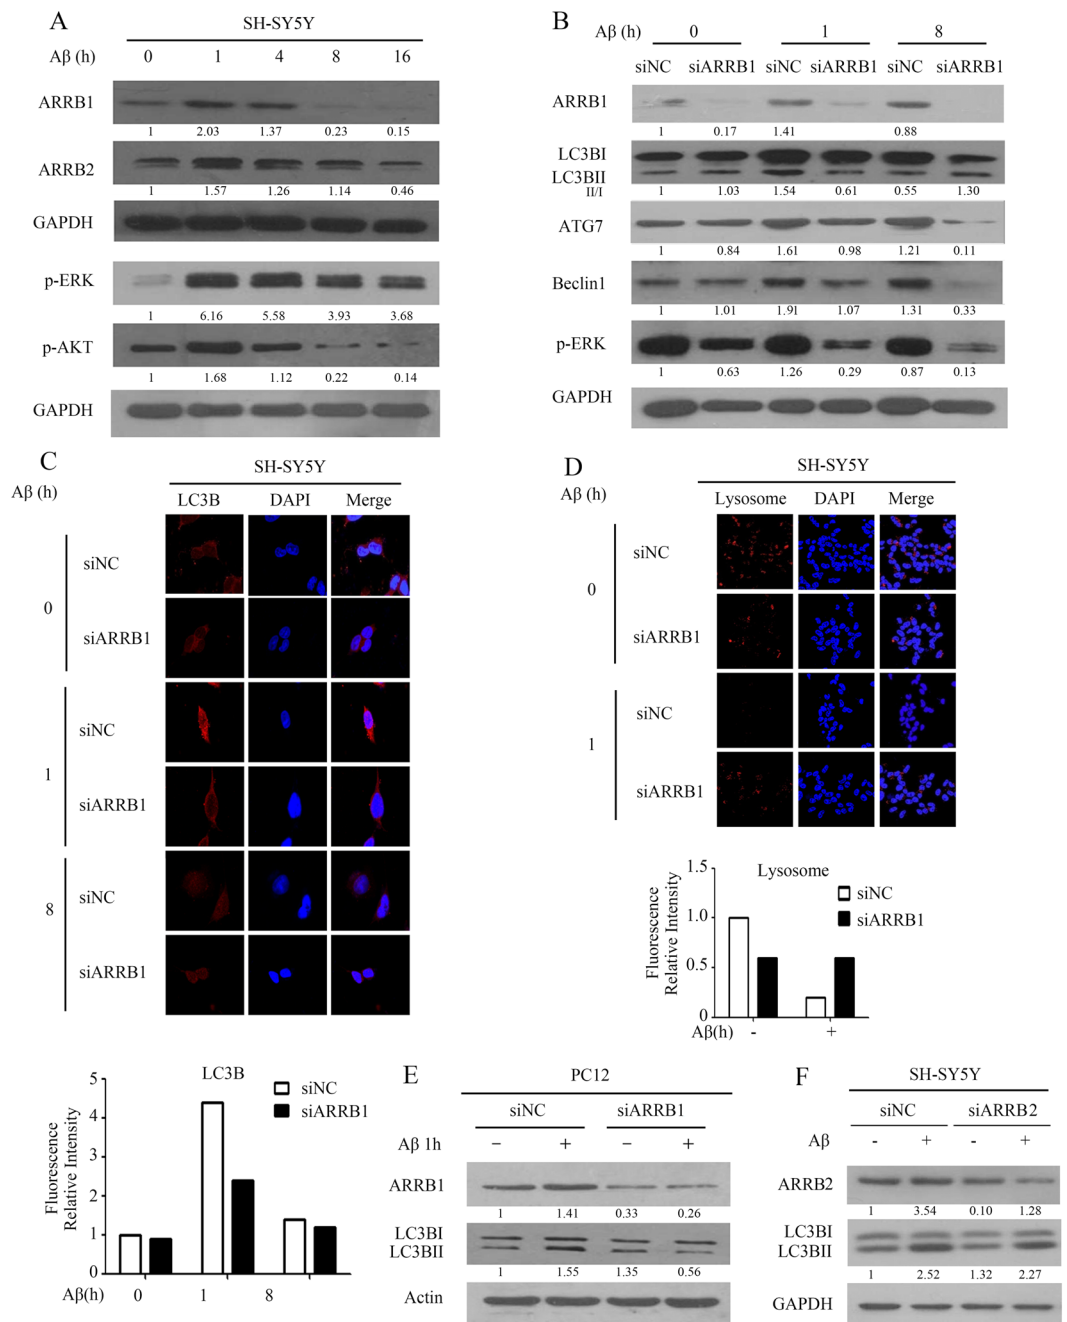 A
SH-SY5Y
Aβ (h) 0 1 4 8 16
ARRB1
1 2.03 1.37 0.23 0.15
ARRB2
1 1.57 1.26 1.14 0.46
GAPDH
p-ERK
1 6.16 5.58 3.93 3.68
p-AKT
1 1.68 1.12 0.22 0.14
GAPDH
B
Aβ (h) 0 1 8
siNC siARRB1 siNC siARRB1 siNC siARRB1
ARRB1
1 0.17 1.41 0.88
LC3BI
LC3BII
II/I 1 1.03 1.54 0.61 0.55 1.30
ATG7
1 0.84 1.61 0.98 1.21 0.11
Beclin1
1 1.01 1.91 1.07 1.31 0.33
p-ERK
1 0.63 1.26 0.29 0.87 0.13
GAPDH
C
SH-SY5Y
Aβ (h)
LC3B DAPI Merge
siNC
0
siARRB1
siNC
1
siARRB1
siNC
8
siARRB1
LC3B
5
4
3
2
1
0
Fluorescence
Relative Intensity
siNC
siARRB1
Aβ(h) 0 1 8
D
SH-SY5Y
Aβ (h)
Lysosome DAPI Merge
siNC
0
siARRB1
siNC
1
siARRB1
Lysosome
1.5
1.0
0.5
0
Fluorescence
Relative Intensity
siNC
siARRB1
Aβ(h) - +
E
PC12
siNC siARRB1
Aβ 1h − + − +
ARRB1
1 1.41 0.33 0.26
LC3BI
LC3BII
1 1.55 1.35 0.56
Actin
F
SH-SY5Y
siNC siARRB2
Aβ - + - +
ARRB2
1 3.54 0.10 1.28
LC3BI
LC3BII
1 2.52 1.32 2.27
GAPDH